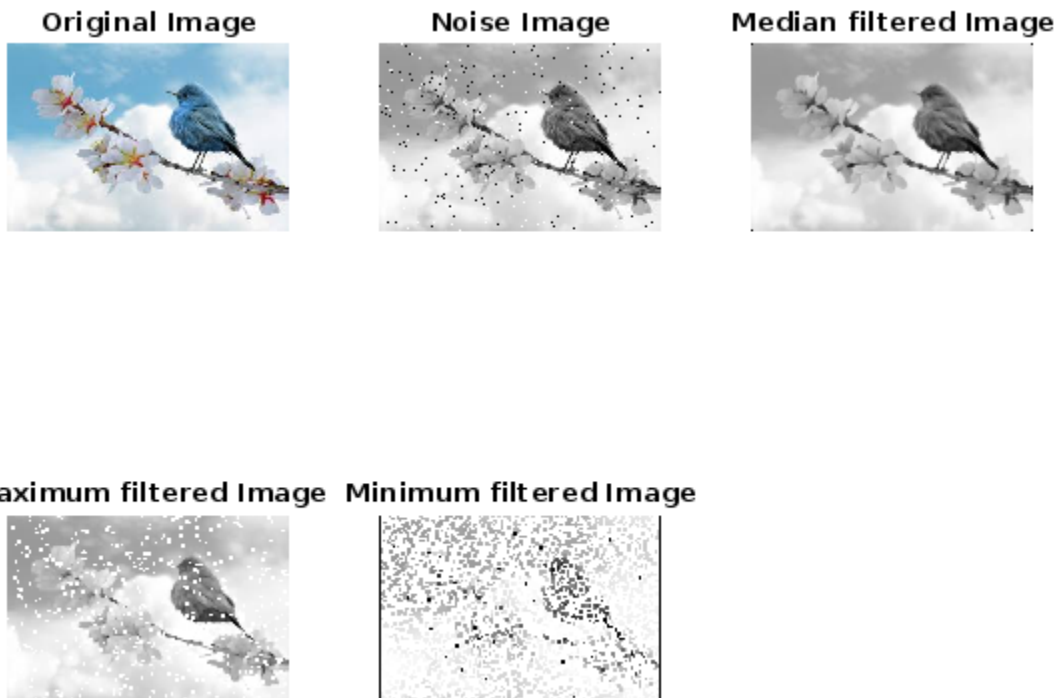 Original Image
Noise Image
Median filtered Image
aximum filtered Image
Minimum filtered Image